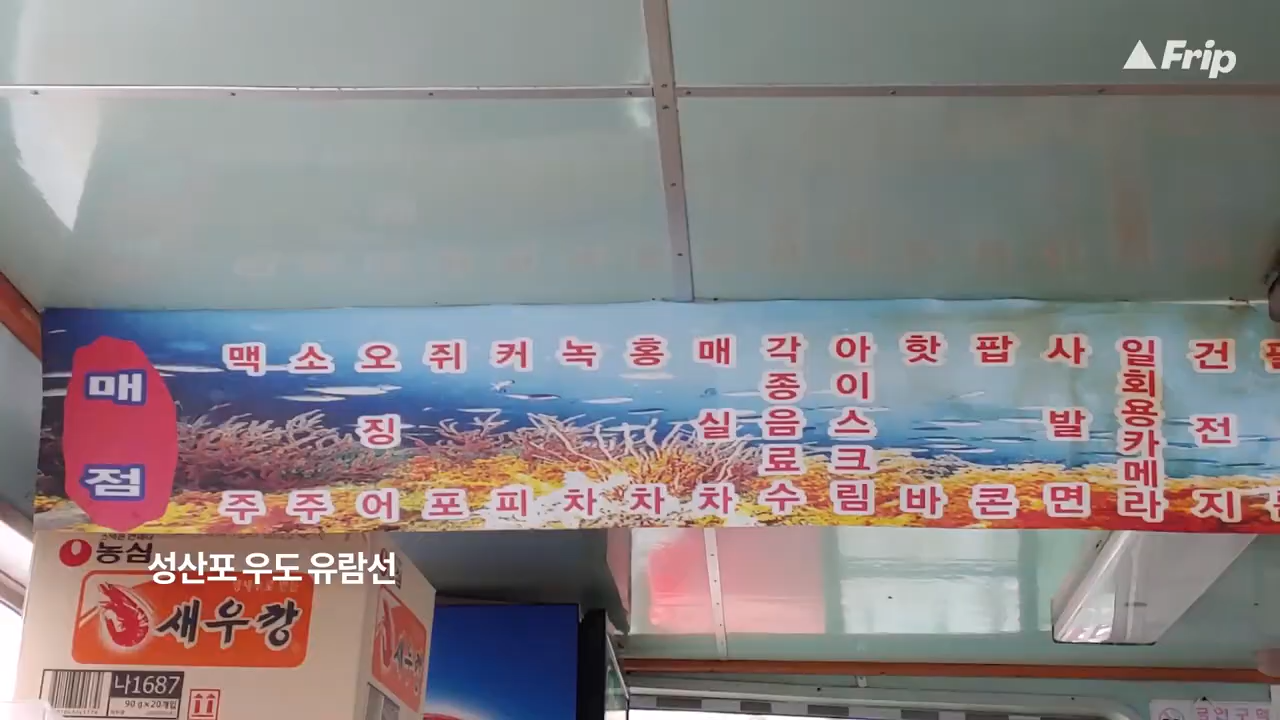 Frip
매점
맥주
소주
오징어
쥐포
커피
녹차
홍차
매실차
각종음료수
아이스크림
핫바
팝콘
사발면
일회용카메라
건전지
농심
성산포 우도 유람선
새우깡
나1687
90g×20개입